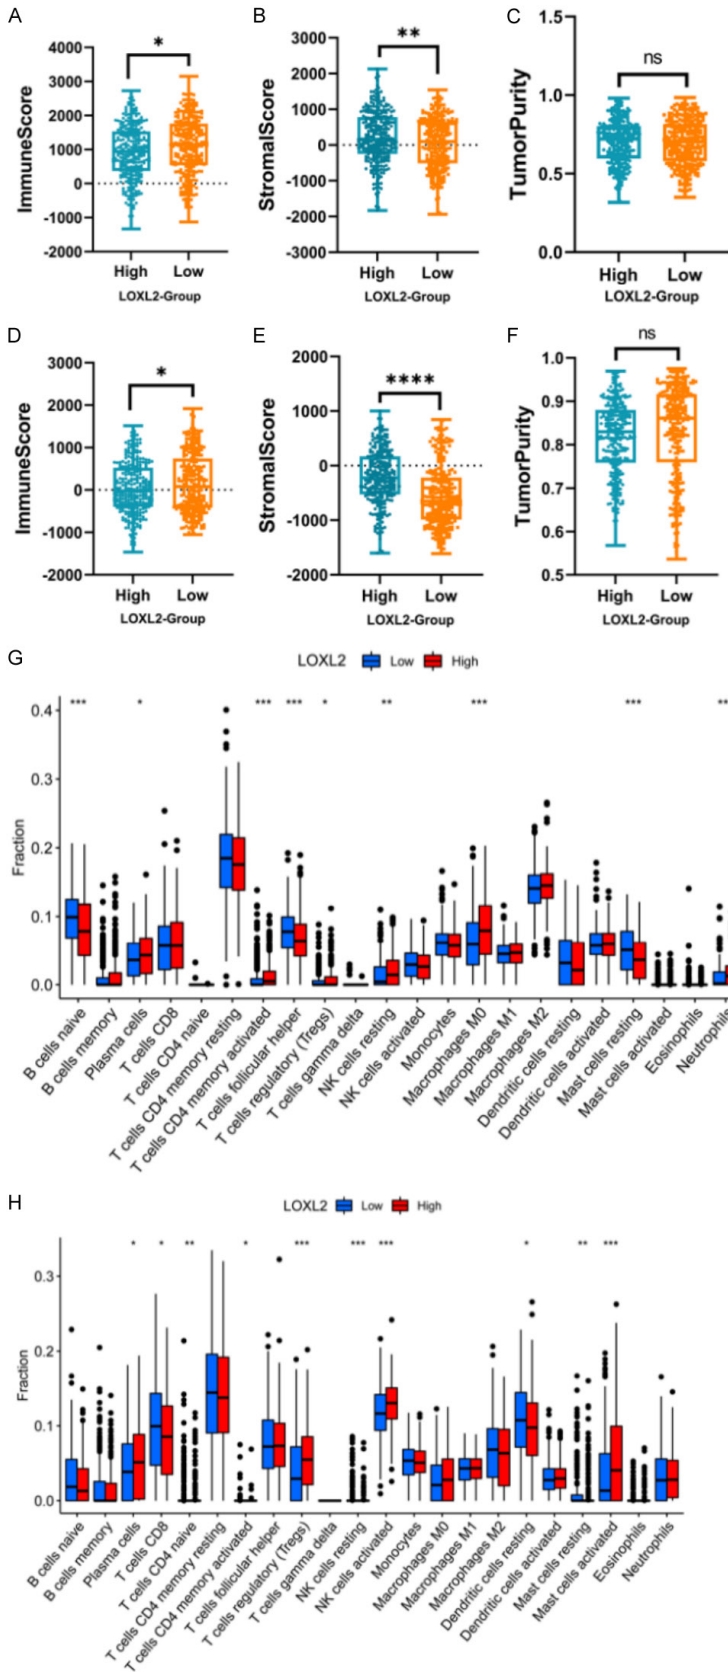 A
B
C
*
**
ns
ImmuneScore
4000
3000
2000
1000
0
-1000
-2000
High Low
LOXL2-Group
StromalScore
3000
2000
1000
0
-1000
-2000
-3000
High Low
LOXL2-Group
TumorPurity
1.5
1.0
0.5
0.0
High Low
LOXL2-Group
D
E
F
*
****
ns
ImmuneScore
3000
2000
1000
0
-1000
-2000
High Low
LOXL2-Group
StromalScore
2000
1000
0
-1000
-2000
High Low
LOXL2-Group
TumorPurity
1.0
0.9
0.8
0.7
0.6
0.5
High Low
LOXL2-Group
G
LOXL2 Low High
*** * *** *** * ** *** *** **
Fraction
0.4
0.3
0.2
0.1
0.0
B cells naive
B cells memory
Plasma cells
T cells CD8
T cells CD4 naive
T cells CD4 memory resting
T cells CD4 memory activated
T cells follicular helper
T cells regulatory (Tregs)
T cells gamma delta
NK cells resting
NK cells activated
Monocytes
Macrophages M0
Macrophages M1
Macrophages M2
Dendritic cells resting
Dendritic cells activated
Mast cells resting
Mast cells activated
Eosinophils
Neutrophils
H
LOXL2 Low High
* * ** * *** *** *** * ** ***
Fraction
0.3
0.2
0.1
0.0
B cells naive
B cells memory
Plasma cells
T cells CD8
T cells CD4 naive
T cells CD4 memory resting
T cells CD4 memory activated
T cells follicular helper
T cells regulatory (Tregs)
T cells gamma delta
NK cells resting
NK cells activated
Monocytes
Macrophages M0
Macrophages M1
Macrophages M2
Dendritic cells resting
Dendritic cells activated
Mast cells resting
Mast cells activated
Eosinophils
Neutrophils